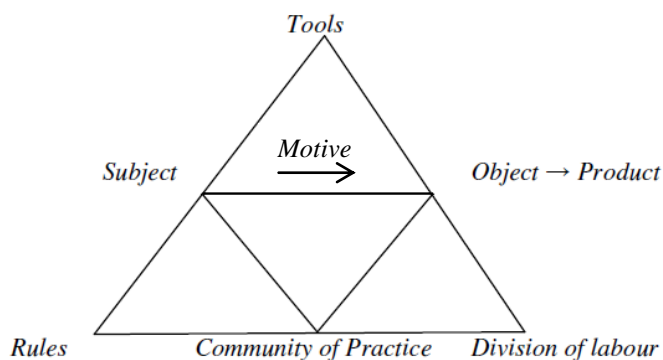 Tools
Motive
Subject
Object → Product
Rules
Community of Practice
Division of labour